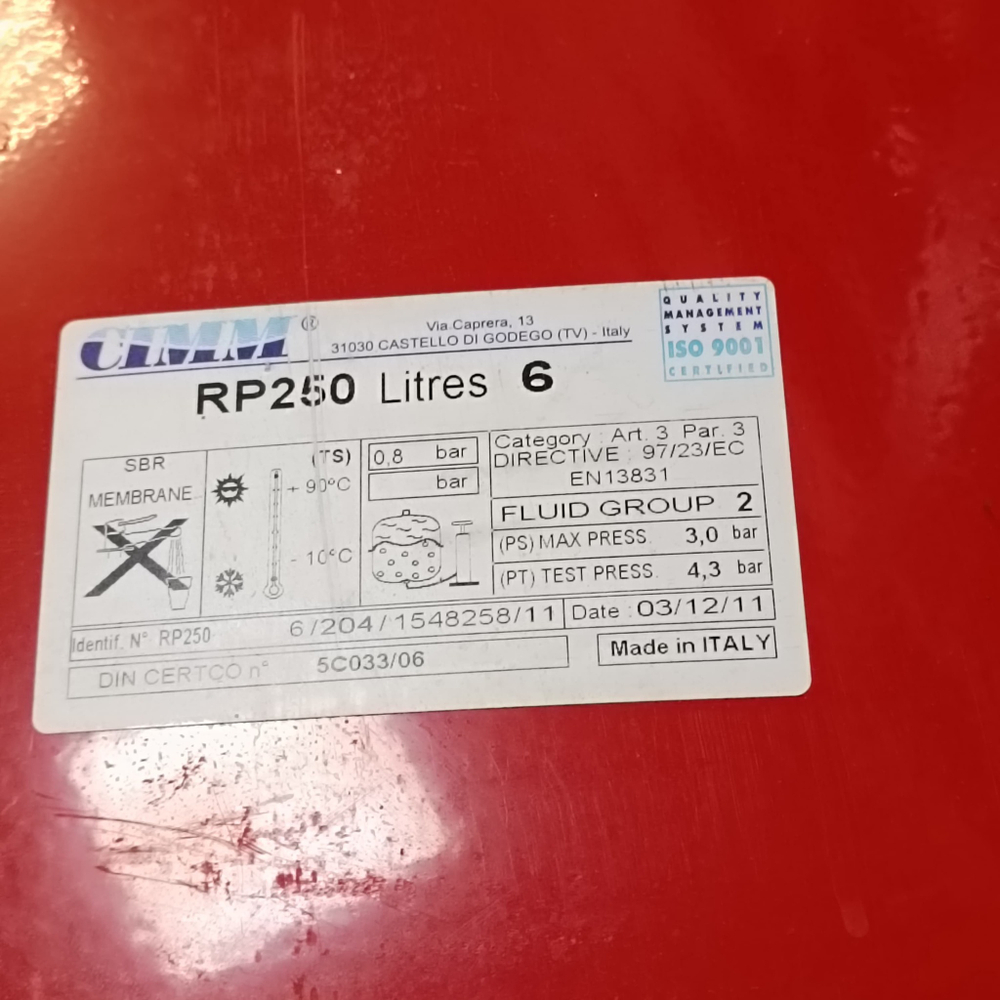 CIMM®
Via Caprera, 13
31030 CASTELLO DI GODEGO (TV) - Italy
QUALITY
MANAGEMENT
SYSTEM
ISO 9001
CERTIFIED
RP250 Litres 6
SBR
MEMBRANE
(TS)
+ 90°C
- 10°C
0,8 bar
bar
Category : Art. 3 Par. 3
DIRECTIVE : 97/23/EC
EN13831
FLUID GROUP 2
(PS) MAX PRESS. 3,0 bar
(PT) TEST PRESS. 4,3 bar
Identif. N° RP250 6/204/1548258/11 Date : 03/12/11
DIN CERTCO n° 5C033/06
Made in ITALY